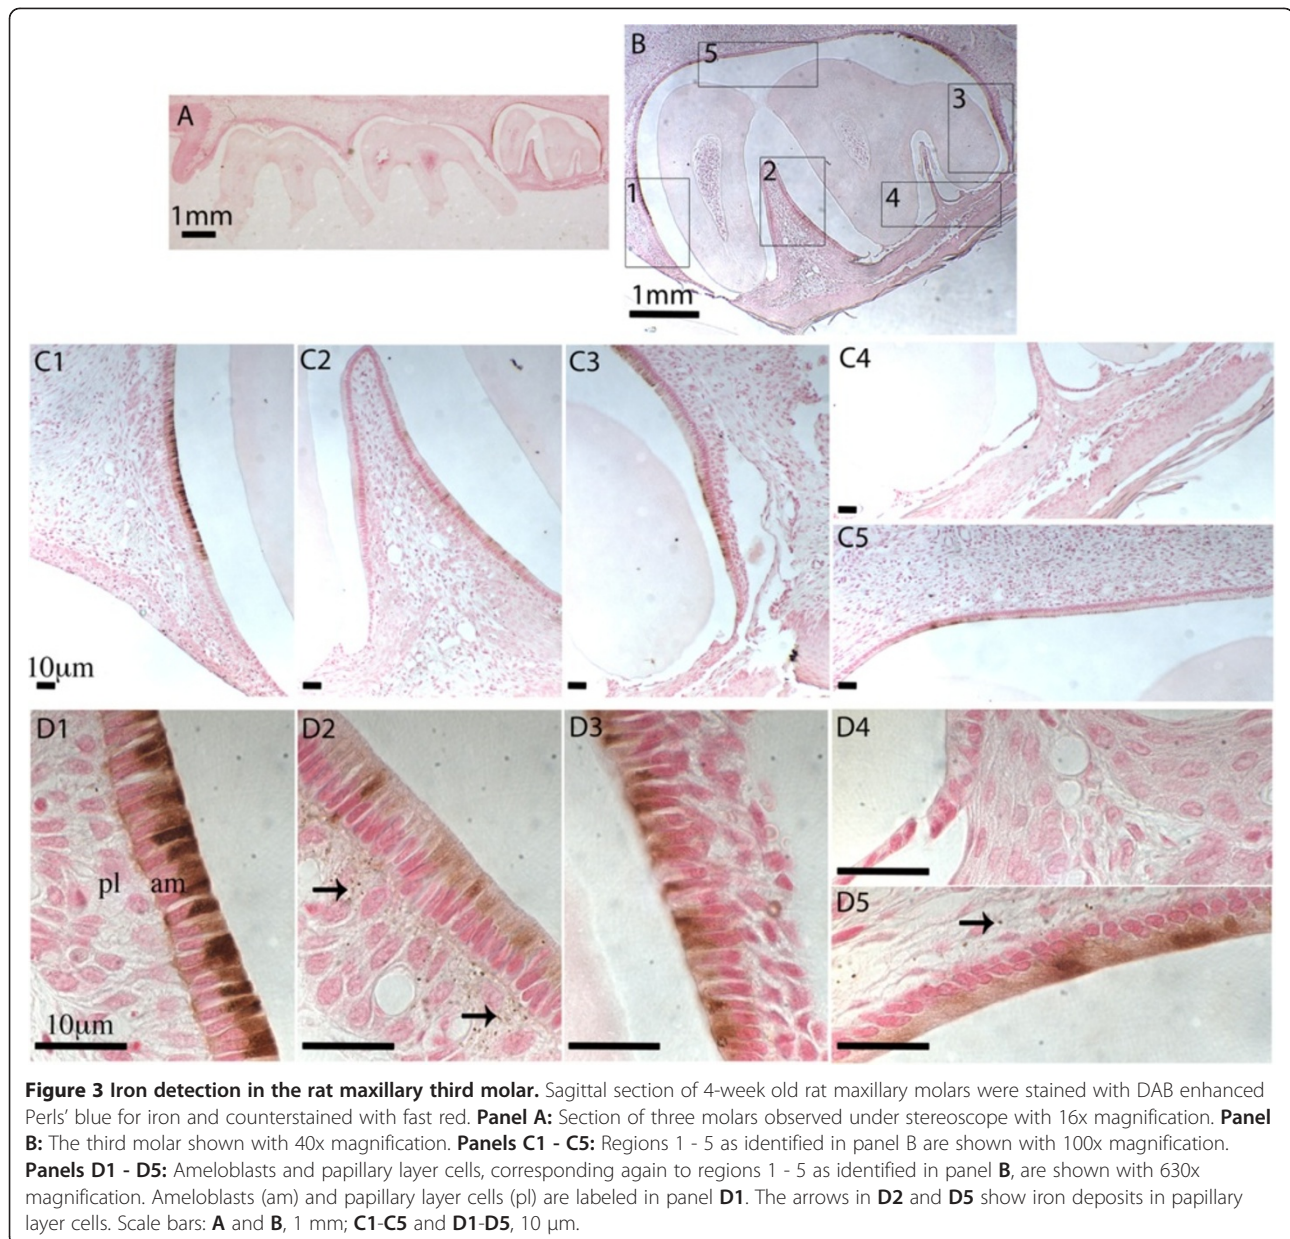 A
1mm
B
5
3
1
2
4
1mm
C1
10µm
C2
C3
C4
C5
D1
pl am
10µm
D2
D3
D4
D5
Figure 3 Iron detection in the rat maxillary third molar. Sagittal section of 4-week old rat maxillary molars were stained with DAB enhanced
Perls' blue for iron and counterstained with fast red. Panel A: Section of three molars observed under stereoscope with 16x magnification. Panel
B: The third molar shown with 40x magnification. Panels C1 - C5: Regions 1 - 5 as identified in panel B are shown with 100x magnification.
Panels D1 - D5: Ameloblasts and papillary layer cells, corresponding again to regions 1 - 5 as identified in panel B, are shown with 630x
magnification. Ameloblasts (am) and papillary layer cells (pl) are labeled in panel D1. The arrows in D2 and D5 show iron deposits in papillary
layer cells. Scale bars: A and B, 1 mm; C1-C5 and D1-D5, 10 µm.